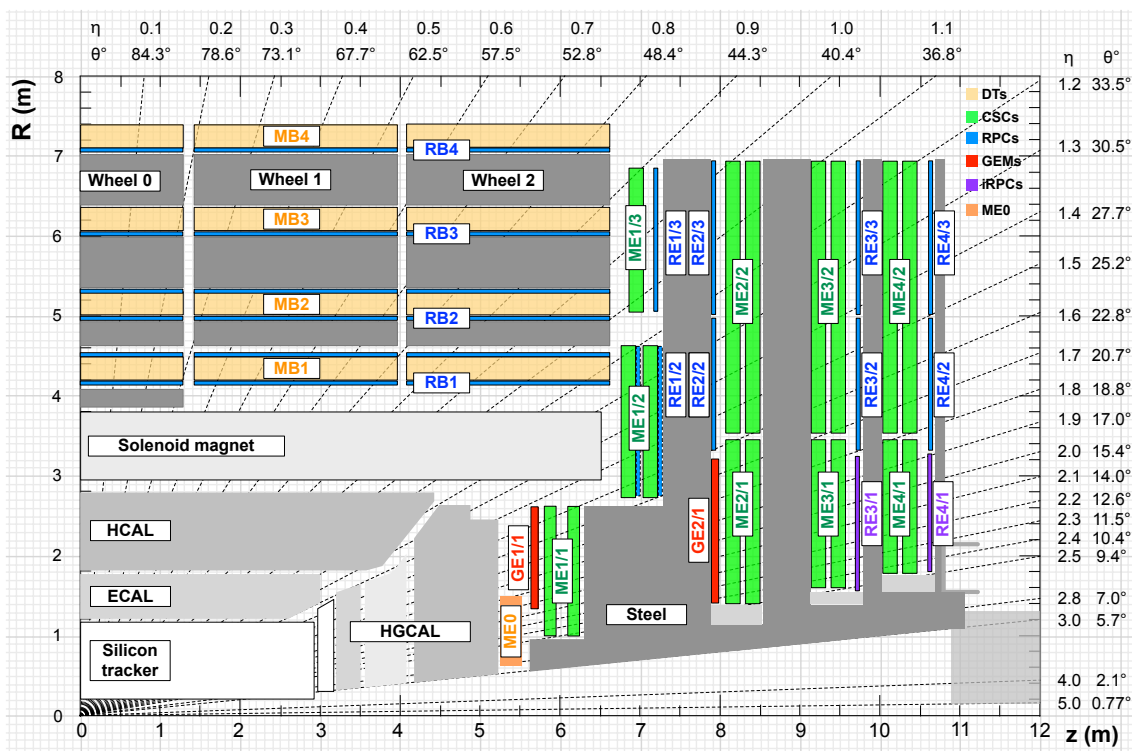 η 0.1 0.2 0.3 0.4 0.5 0.6 0.7 0.8 0.9 1.0 1.1
θ° 84.3° 78.6° 73.1° 67.7° 62.5° 57.5° 52.8° 48.4° 44.3° 40.4° 36.8° η θ°
R (m)
8
7
6
5
4
3
2
1
0
1.2 33.5°
1.3 30.5°
1.4 27.7°
1.5 25.2°
1.6 22.8°
1.7 20.7°
1.8 18.8°
1.9 17.0°
2.0 15.4°
2.1 14.0°
2.2 12.6°
2.3 11.5°
2.4 10.4°
2.5 9.4°
2.8 7.0°
3.0 5.7°
4.0 2.1°
5.0 0.77°
DTs
CSCs
RPCs
GEMs
iRPCs
ME0
MB4
RB4
Wheel 0 Wheel 1 Wheel 2
MB3
RB3
MB2
RB2
MB1
RB1
Solenoid magnet
HCAL
ECAL
Silicon
tracker
HGCAL
Steel
ME0
GE1/1
ME1/1
ME1/2
ME1/3
RE1/3
RE2/3
RE1/2
RE2/2
GE2/1
ME2/2
ME2/1
ME3/2
ME3/1
RE3/3
RE3/2
RE3/1
ME4/2
ME4/1
RE4/3
RE4/2
RE4/1
0 1 2 3 4 5 6 7 8 9 10 11 12
z (m)